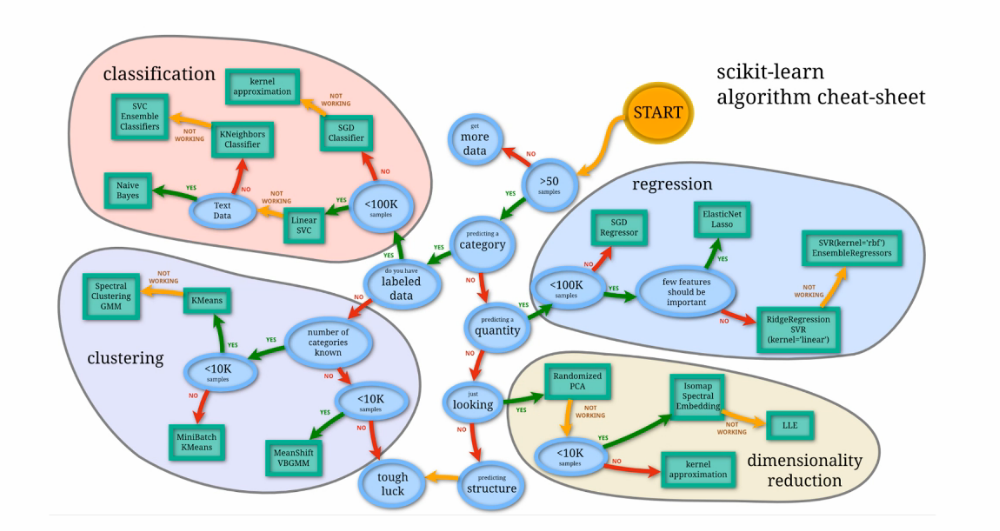 scikit-learn
algorithm cheat-sheet
START
classification
kernel
approximation
NOT
WORKING
SVC
Ensemble
Classifiers
NOT
WORKING
KNeighbors
Classifier
SGD
Classifier
NO
NO
Naive
Bayes
YES
Text
Data
NOT
WORKING
Linear
SVC
YES
<100K
samples
YES
get
more
data
NO
>50
samples
YES
predicting a
category
YES
NO
do you have
labeled
data
NO
predicting a
quantity
YES
NO
just
looking
YES
NO
predicting
structure
tough
luck
regression
SGD
Regressor
NO
<100K
samples
YES
ElasticNet
Lasso
YES
few features
should be
important
NO
SVR(kernel='rbf')
EnsembleRegressors
NOT
WORKING
RidgeRegression
SVR
(kernel='linear')
clustering
Spectral
Clustering
GMM
NOT
WORKING
KMeans
YES
<10K
samples
YES
NO
number of
categories
known
NO
MiniBatch
KMeans
<10K
samples
YES
NO
MeanShift
VBGMM
Randomized
PCA
NOT
WORKING
<10K
samples
YES
NO
Isomap
Spectral
Embedding
NOT
WORKING
LLE
kernel
approximation
dimensionality
reduction